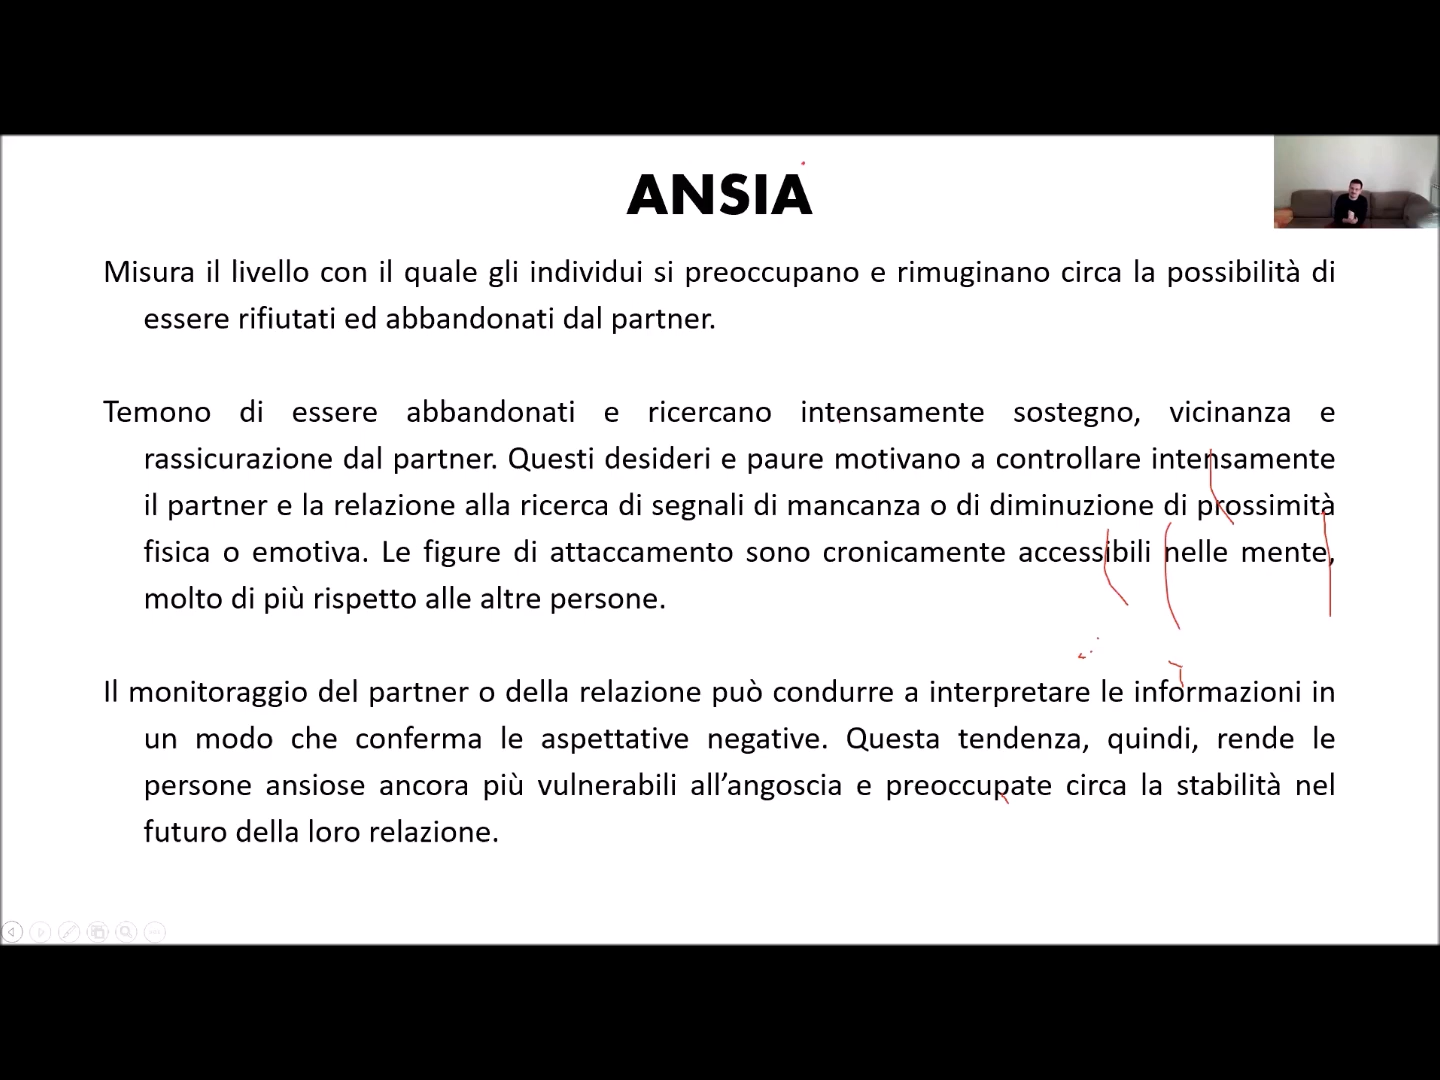 ANSIA
Misura il livello con il quale gli individui si preoccupano e rimuginano circa la possibilità di
essere rifiutati ed abbandonati dal partner.
Temono di essere abbandonati e ricercano intensamente sostegno, vicinanza e
rassicurazione dal partner. Questi desideri e paure motivano a controllare intensamente
il partner e la relazione alla ricerca di segnali di mancanza o di diminuzione di prossimità
fisica o emotiva. Le figure di attaccamento sono cronicamente accessibili nelle mente,
molto di più rispetto alle altre persone.
Il monitoraggio del partner o della relazione può condurre a interpretare le informazioni in
un modo che conferma le aspettative negative. Questa tendenza, quindi, rende le
persone ansiose ancora più vulnerabili all’angoscia e preoccupate circa la stabilità nel
futuro della loro relazione.